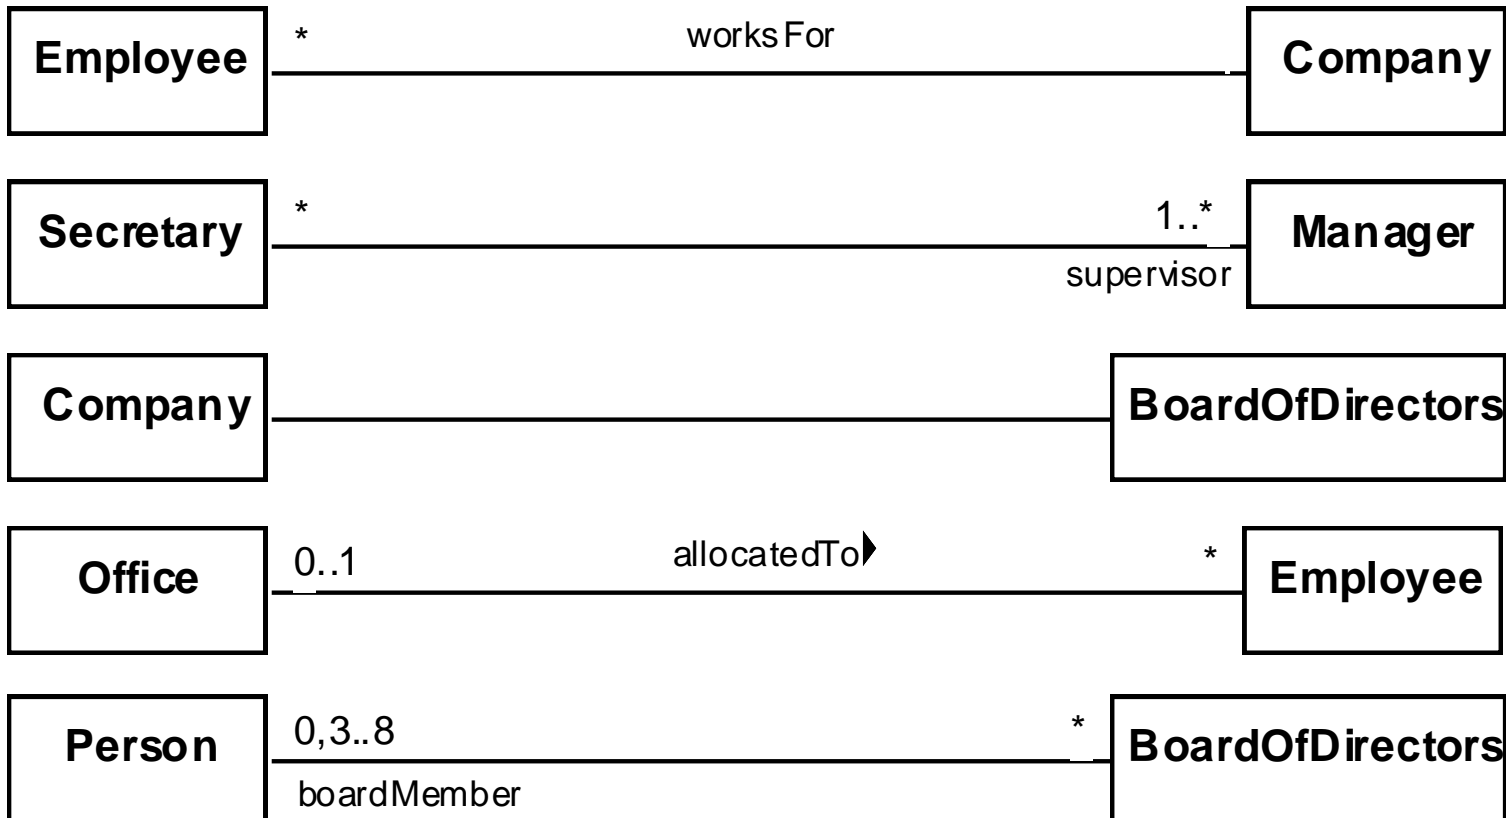 Employee * worksFor Company
Secretary * 1..* Manager
supervisor
Company BoardOfDirectors
Office 0..1 allocatedTo * Employee
Person 0,3..8 * BoardOfDirectors
boardMember